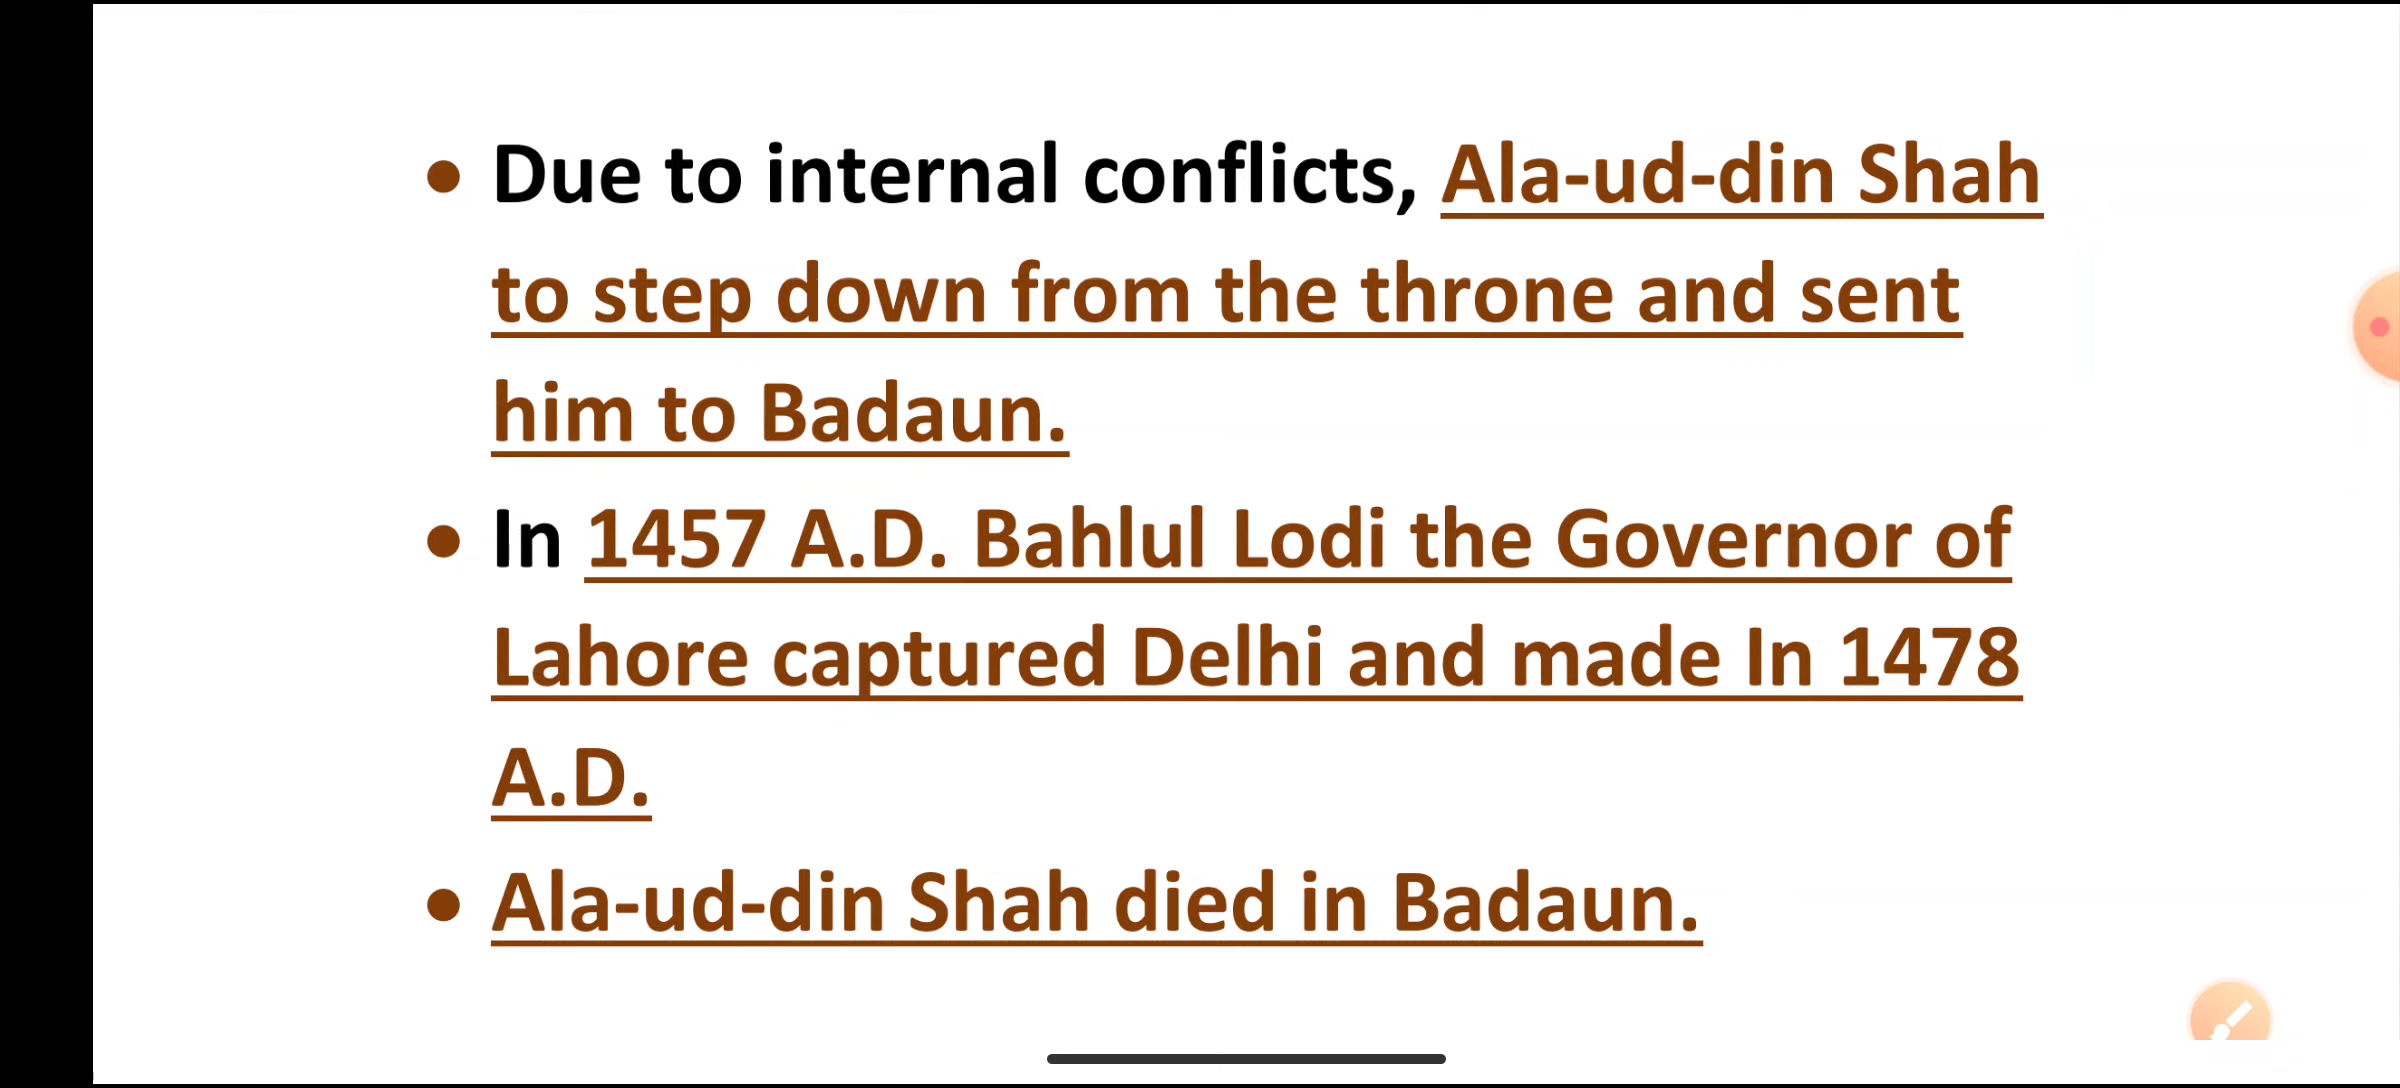 • Due to internal conflicts, Ala-ud-din Shah
to step down from the throne and sent
him to Badaun.
• In 1457 A.D. Bahlul Lodi the Governor of
Lahore captured Delhi and made In 1478
A.D.
• Ala-ud-din Shah died in Badaun.